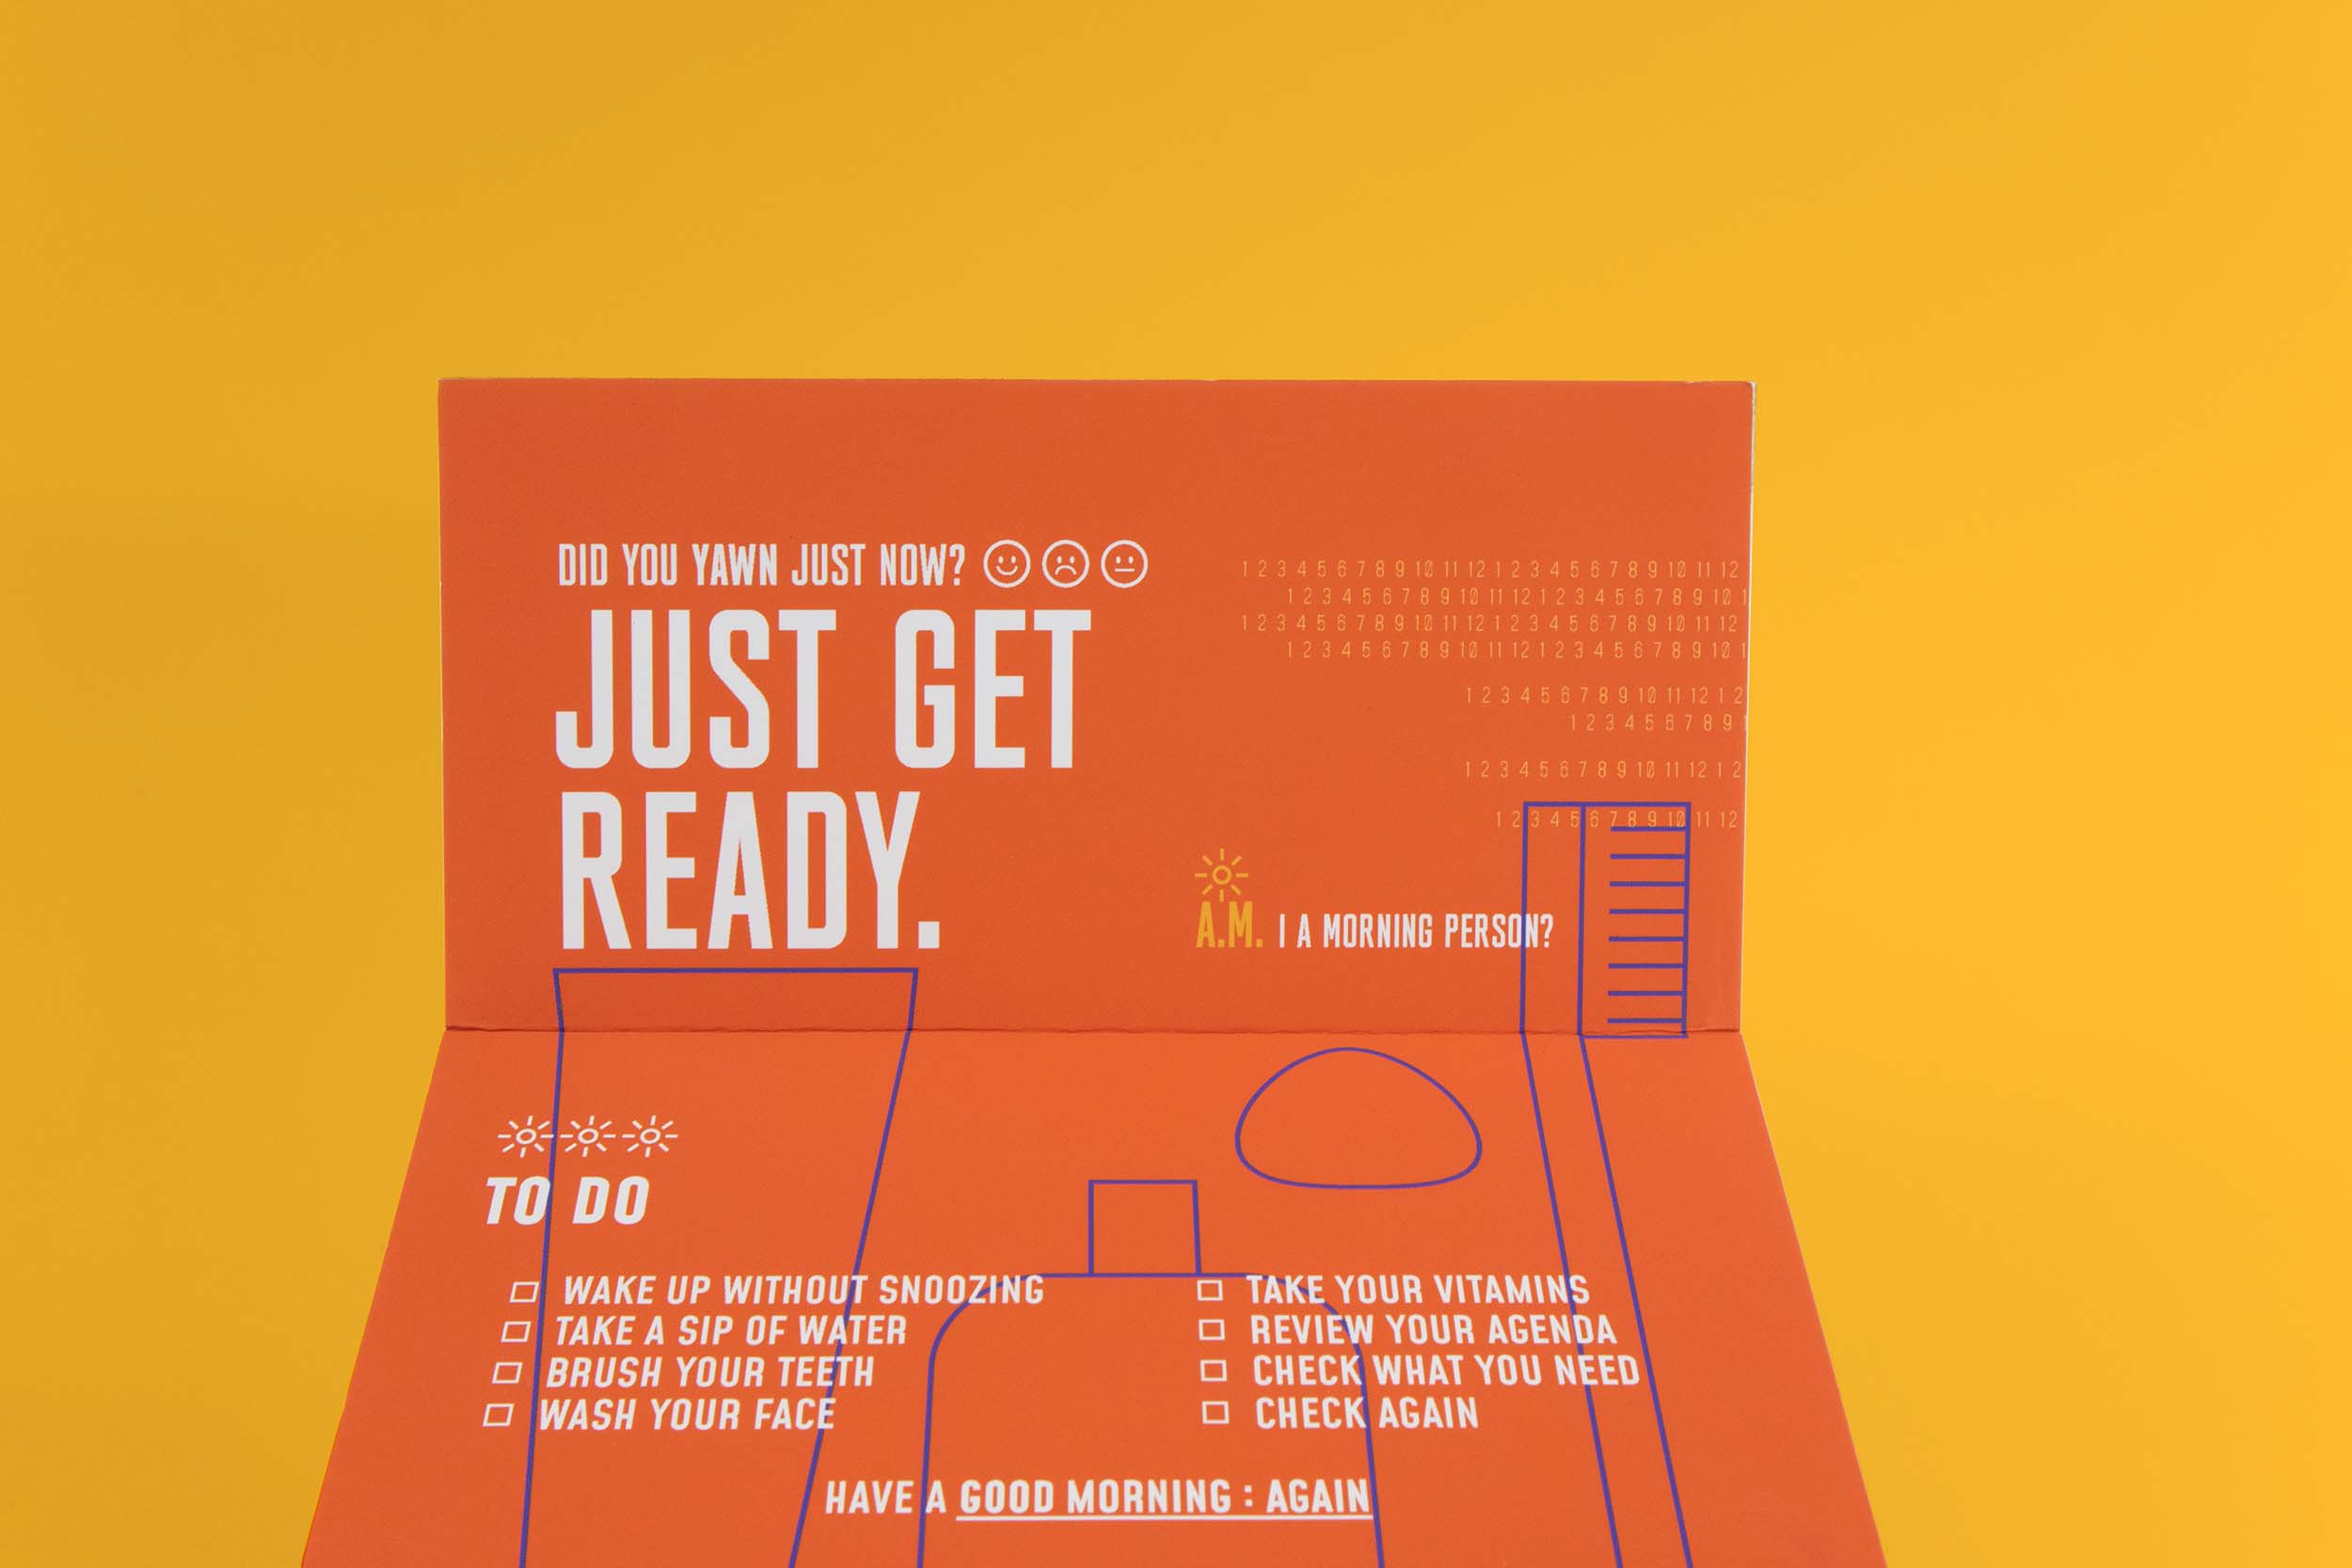 DID YOU YAWN JUST NOW?
JUST GET
READY.
1 2 3 4 5 6 7 8 9 10 11 12 1 2 3 4 5 6 7 8 9 10 11 12
1 2 3 4 5 6 7 8 9 10 11 12 1 2 3 4 5 6 7 8 9 10 1
1 2 3 4 5 6 7 8 9 10 11 12 1 2 3 4 5 6 7 8 9 10 11 12
1 2 3 4 5 6 7 8 9 10 11 12 1 2 3 4 5 6 7 8 9 10 1
1 2 3 4 5 6 7 8 9 10 11 12 1 2
1 2 3 4 5 6 7 8 9 1
1 2 3 4 5 6 7 8 9 10 11 12 1 2
1 2 3 4 5 6 7 8 9 10 11 12
A.M. I A MORNING PERSON?
TO DO
WAKE UP WITHOUT SNOOZING
TAKE A SIP OF WATER
BRUSH YOUR TEETH
WASH YOUR FACE
TAKE YOUR VITAMINS
REVIEW YOUR AGENDA
CHECK WHAT YOU NEED
CHECK AGAIN
HAVE A GOOD MORNING : AGAIN